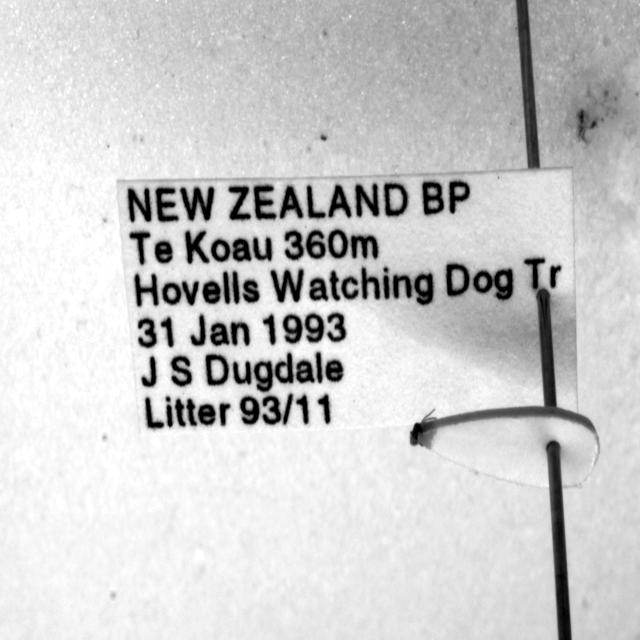 NEW ZEALAND BP
Te Koau 360m
Hovells Watching Dog Tr
31 Jan 1993
J S Dugdale
Litter 93/11